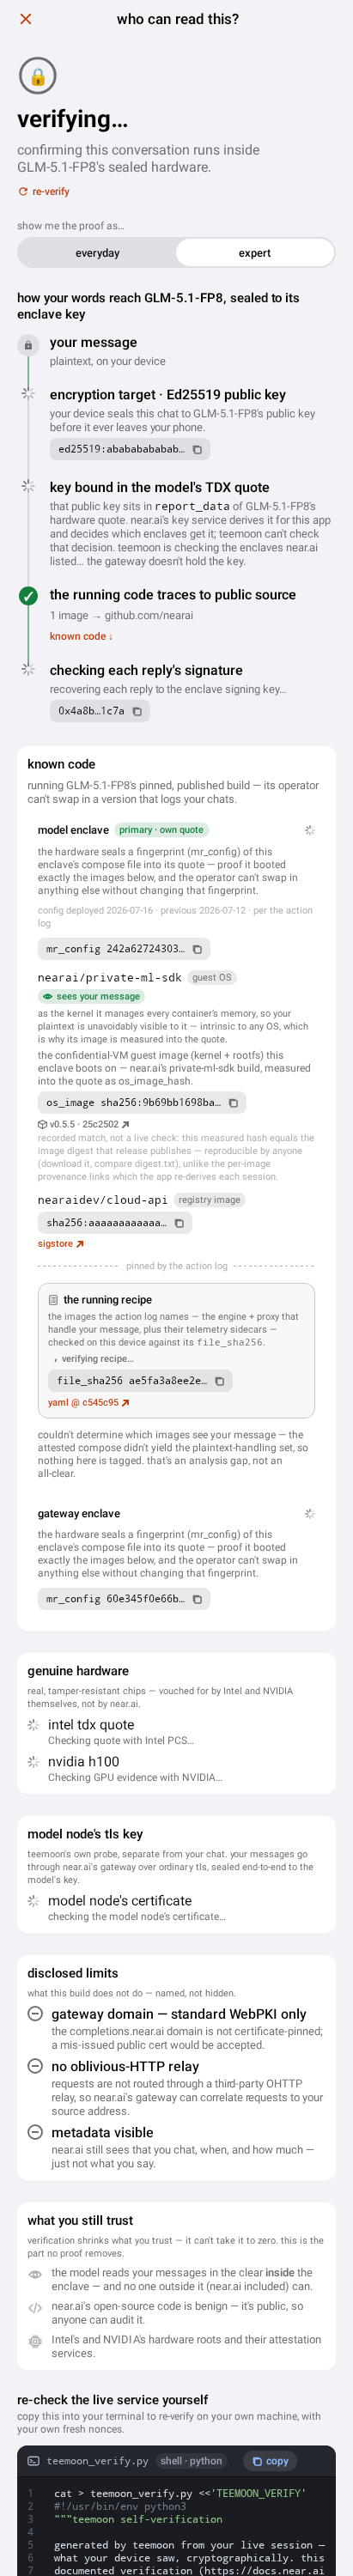 who can read this?
verifying…
confirming this conversation runs inside
GLM-5.1-FP8's sealed hardware.
re-verify
show me the proof as…
everyday
expert
how your words reach GLM-5.1-FP8, sealed to its
enclave key
your message
plaintext, on your device
encryption target · Ed25519 public key
your device seals this chat to GLM-5.1-FP8's public key
before it ever leaves your phone.
ed25519:abababababab…
key bound in the model's TDX quote
that public key sits in report_data of GLM-5.1-FP8's
hardware quote. near.ai's key service derives it for this app
and decides which enclaves get it; teemoon can't check
that decision. teemoon is checking the enclaves near.ai
listed… the gateway doesn't hold the key.
the running code traces to public source
1 image → github.com/nearai
known code ↓
checking each reply's signature
recovering each reply to the enclave signing key…
0x4a8b…1c7a
known code
running GLM-5.1-FP8's pinned, published build — its operator
can't swap in a version that logs your chats.
model enclave primary · own quote
the hardware seals a fingerprint (mr_config) of this
enclave's compose file into its quote — proof it booted
exactly the images below, and the operator can't swap in
anything else without changing that fingerprint.
config deployed 2026-07-16 · previous 2026-07-12 · per the action
log
mr_config 242a62724303…
nearai/private-ml-sdk guest OS
sees your message
as the kernel it manages every container's memory, so your
plaintext is unavoidably visible to it — intrinsic to any OS, which
is why its image is measured into the quote.
the confidential-VM guest image (kernel + rootfs) this
enclave boots on — near.ai's private-ml-sdk build, measured
into the quote as os_image_hash.
os_image sha256:9b69bb1698ba…
v0.5.5 · 25c2502
recorded match, not a live check: this measured hash equals the
image digest that release publishes — reproducible by anyone
(download it, compare digest.txt), unlike the per-image
provenance links which the app re-derives each session.
nearaidev/cloud-api registry image
sha256:aaaaaaaaaaaa…
sigstore
pinned by the action log
the running recipe
the images the action log names — the engine + proxy that
handle your message, plus their telemetry sidecars —
checked on this device against its file_sha256.
verifying recipe…
file_sha256 ae5fa3a8ee2e…
yaml @ c545c95
couldn't determine which images see your message — the
attested compose didn't yield the plaintext-handling set, so
nothing here is tagged. that's an analysis gap, not an
all-clear.
gateway enclave
the hardware seals a fingerprint (mr_config) of this
enclave's compose file into its quote — proof it booted
exactly the images below, and the operator can't swap in
anything else without changing that fingerprint.
mr_config 60e345f0e66b…
genuine hardware
real, tamper-resistant chips — vouched for by Intel and NVIDIA
themselves, not by near.ai.
intel tdx quote
Checking quote with Intel PCS…
nvidia h100
Checking GPU evidence with NVIDIA…
model node's tls key
teemoon's own probe, separate from your chat. your messages go
through near.ai's gateway over ordinary tls, sealed end-to-end to the
model's key.
model node's certificate
checking the model node's certificate…
disclosed limits
what this build does not do — named, not hidden.
gateway domain — standard WebPKI only
the completions.near.ai domain is not certificate-pinned;
a mis-issued public cert would be accepted.
no oblivious-HTTP relay
requests are not routed through a third-party OHTTP
relay, so near.ai's gateway can correlate requests to your
source address.
metadata visible
near.ai still sees that you chat, when, and how much —
just not what you say.
what you still trust
verification shrinks what you trust — it can't take it to zero. this is the
part no proof removes.
the model reads your messages in the clear inside the
enclave — and no one outside it (near.ai included) can.
near.ai's open-source code is benign — it's public, so
anyone can audit it.
Intel's and NVIDIA's hardware roots and their attestation
services.
re-check the live service yourself
copy this into your terminal to re-verify on your own machine, with
your own fresh nonces.
teemoon_verify.py shell · python copy
1 cat > teemoon_verify.py <<'TEEMOON_VERIFY'
2 #!/usr/bin/env python3
3 """teemoon self-verification
4
5 generated by teemoon from your live session —
6 what your device saw, cryptographically. this
7 documented verification (https://docs.near.ai